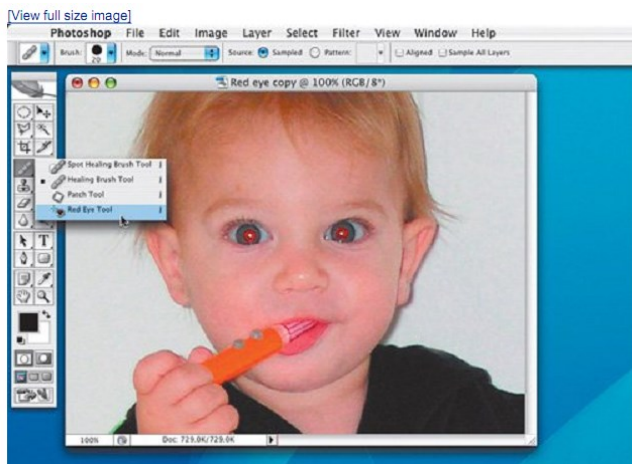 [View full size image]
Photoshop File Edit Image Layer Select Filter View Window Help
Brush: 20 Mode: Normal Source: Sampled Pattern: Aligned Sample All Layers
Red eye copy @ 100% (RGB/8*)
Spot Healing Brush Tool J
Healing Brush Tool J
Patch Tool J
Red Eye Tool J
T
100% Doc: 729.0K/729.0K